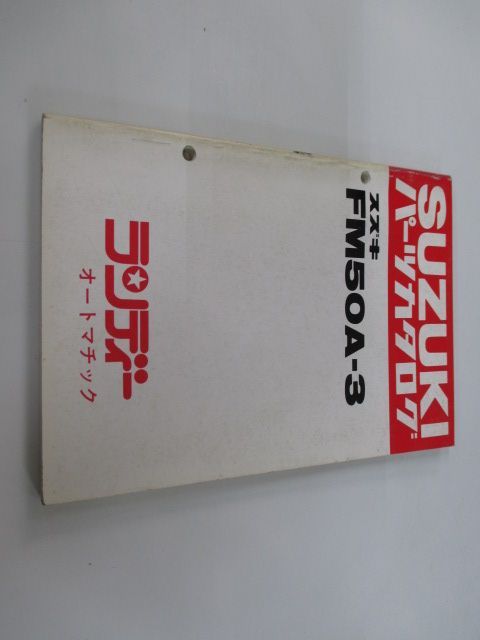 SUZUKI
パーツカタログ
スズキ
FM50A-3
ランディー
オートマチック